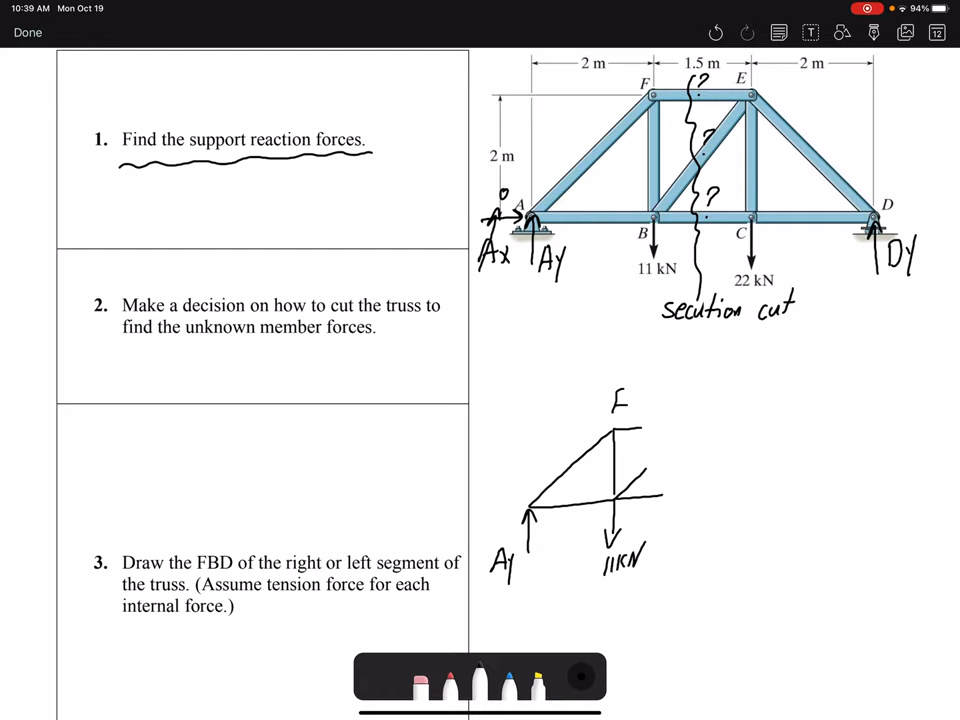 10:39 AM Mon Oct 19
94%
Done
T
12
1. Find the support reaction forces.
2. Make a decision on how to cut the truss to
find the unknown member forces.
3. Draw the FBD of the right or left segment of
the truss. (Assume tension force for each
internal force.)
2 m
1.5 m
2 m
F
?
E
2 m
?
0
A
?
D
B
C
Ax
Ay
11 kN
22 kN
Dy
secution cut
F
Ay
11KN